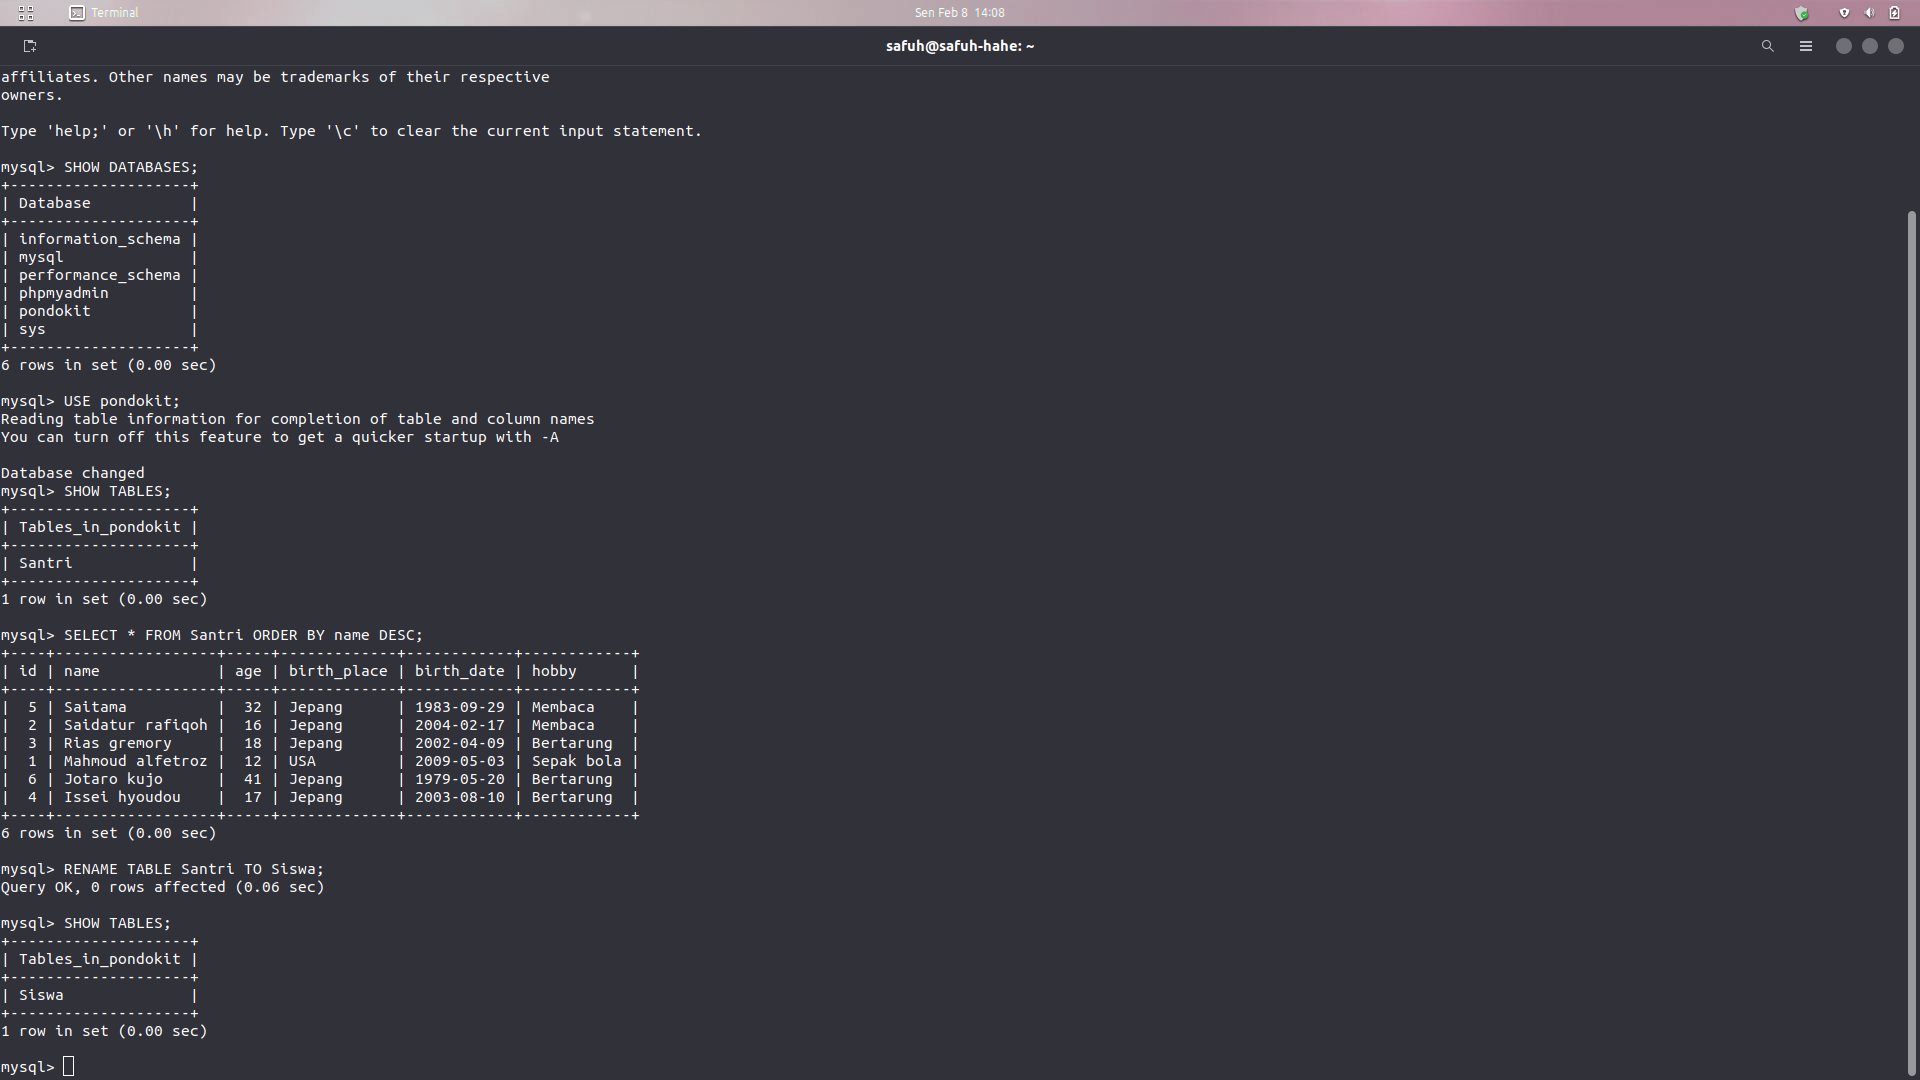 Terminal
Sen Feb 8 14:08
safuh@safuh-hahe: ~
affiliates. Other names may be trademarks of their respective
owners.
Type 'help;' or '\h' for help. Type '\c' to clear the current input statement.
mysql> SHOW DATABASES;
+--------------------+
| Database           |
+--------------------+
| information_schema |
| mysql              |
| performance_schema |
| phpmyadmin         |
| pondokit           |
| sys                |
+--------------------+
6 rows in set (0.00 sec)
mysql> USE pondokit;
Reading table information for completion of table and column names
You can turn off this feature to get a quicker startup with -A
Database changed
mysql> SHOW TABLES;
+--------------------+
| Tables_in_pondokit |
+--------------------+
| Santri             |
+--------------------+
1 row in set (0.00 sec)
mysql> SELECT * FROM Santri ORDER BY name DESC;
+----+------------------+-----+-------------+------------+------------+
| id | name             | age | birth_place | birth_date | hobby      |
+----+------------------+-----+-------------+------------+------------+
|  5 | Saitama          |  32 | Jepang      | 1983-09-29 | Membaca    |
|  2 | Saidatur rafiqoh |  16 | Jepang      | 2004-02-17 | Membaca    |
|  3 | Rias gremory     |  18 | Jepang      | 2002-04-09 | Bertarung  |
|  1 | Mahmoud alfetroz |  12 | USA         | 2009-05-03 | Sepak bola |
|  6 | Jotaro kujo      |  41 | Jepang      | 1979-05-20 | Bertarung  |
|  4 | Issei hyoudou    |  17 | Jepang      | 2003-08-10 | Bertarung  |
+----+------------------+-----+-------------+------------+------------+
6 rows in set (0.00 sec)
mysql> RENAME TABLE Santri TO Siswa;
Query OK, 0 rows affected (0.06 sec)
mysql> SHOW TABLES;
+--------------------+
| Tables_in_pondokit |
+--------------------+
| Siswa              |
+--------------------+
1 row in set (0.00 sec)
mysql>